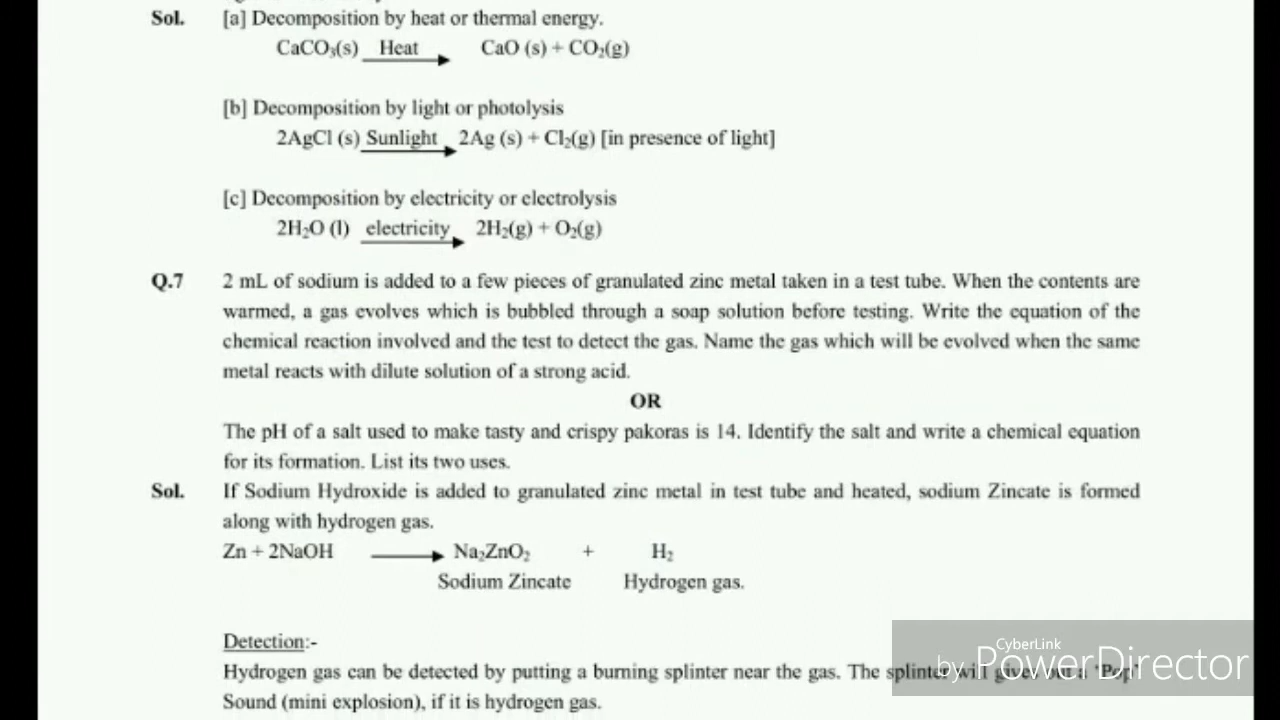 Sol. [a] Decomposition by heat or thermal energy.
CaCO₃(s) Heat CaO (s) + CO₂(g)
[b] Decomposition by light or photolysis
2AgCl (s) Sunlight 2Ag (s) + Cl₂(g) [in presence of light]
[c] Decomposition by electricity or electrolysis
2H₂O (l) electricity 2H₂(g) + O₂(g)
Q.7 2 mL of sodium is added to a few pieces of granulated zinc metal taken in a test tube. When the contents are
warmed, a gas evolves which is bubbled through a soap solution before testing. Write the equation of the
chemical reaction involved and the test to detect the gas. Name the gas which will be evolved when the same
metal reacts with dilute solution of a strong acid.
OR
The pH of a salt used to make tasty and crispy pakoras is 14. Identify the salt and write a chemical equation
for its formation. List its two uses.
Sol. If Sodium Hydroxide is added to granulated zinc metal in test tube and heated, sodium Zincate is formed
along with hydrogen gas.
Zn + 2NaOH Na₂ZnO₂ + H₂
Sodium Zincate Hydrogen gas.
Detection:-
Hydrogen gas can be detected by putting a burning splinter near the gas. The splinter will a 'Pop'
Sound (mini explosion), if it is hydrogen gas.
CyberLink
by PowerDirector